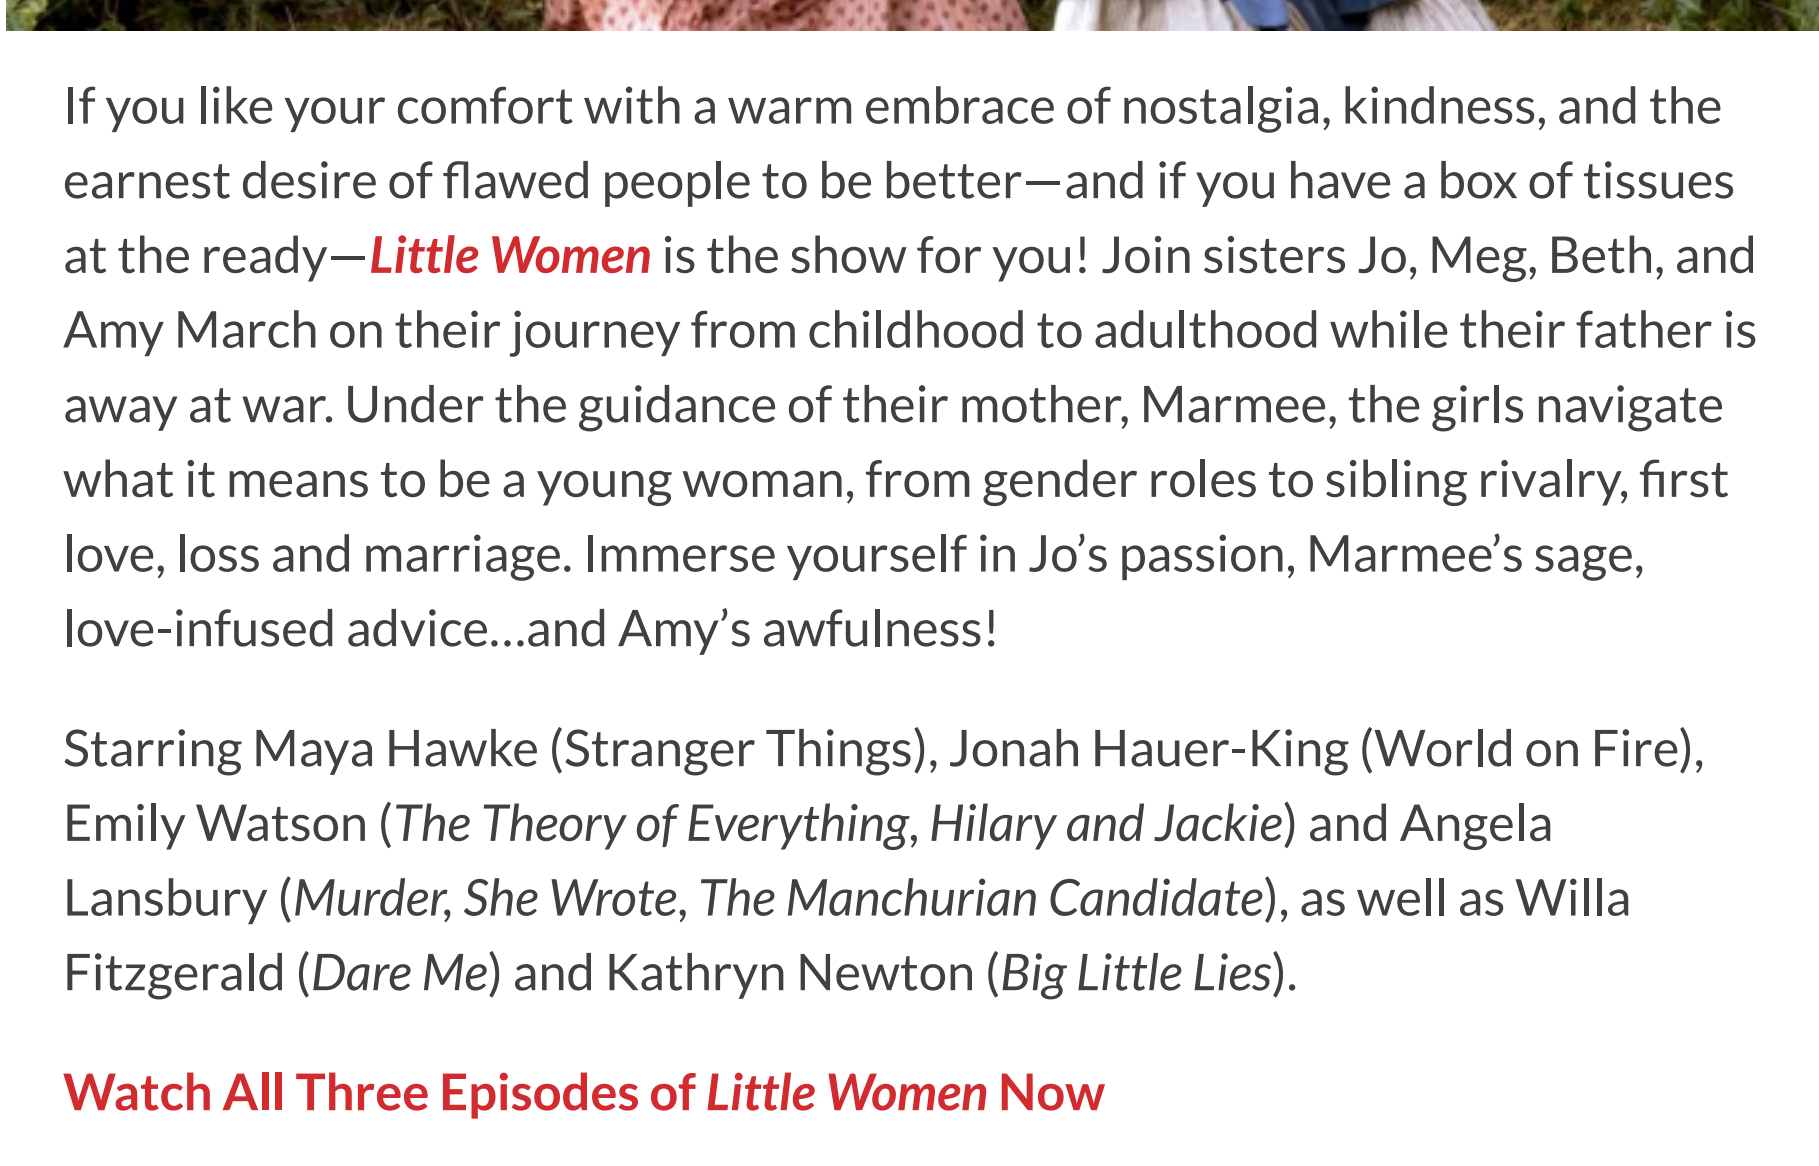 If you like your comfort with a warm embrace of nostalgia, kindness, and the
earnest desire of flawed people to be better—and if you have a box of tissues
at the ready—Little Women is the show for you! Join sisters Jo, Meg, Beth, and
Amy March on their journey from childhood to adulthood while their father is
away at war. Under the guidance of their mother, Marmee, the girls navigate
what it means to be a young woman, from gender roles to sibling rivalry, first
love, loss and marriage. Immerse yourself in Jo’s passion, Marmee’s sage,
love-infused advice…and Amy’s awfulness!
Starring Maya Hawke (Stranger Things), Jonah Hauer-King (World on Fire),
Emily Watson (The Theory of Everything, Hilary and Jackie) and Angela
Lansbury (Murder, She Wrote, The Manchurian Candidate), as well as Willa
Fitzgerald (Dare Me) and Kathryn Newton (Big Little Lies).
Watch All Three Episodes of Little Women Now